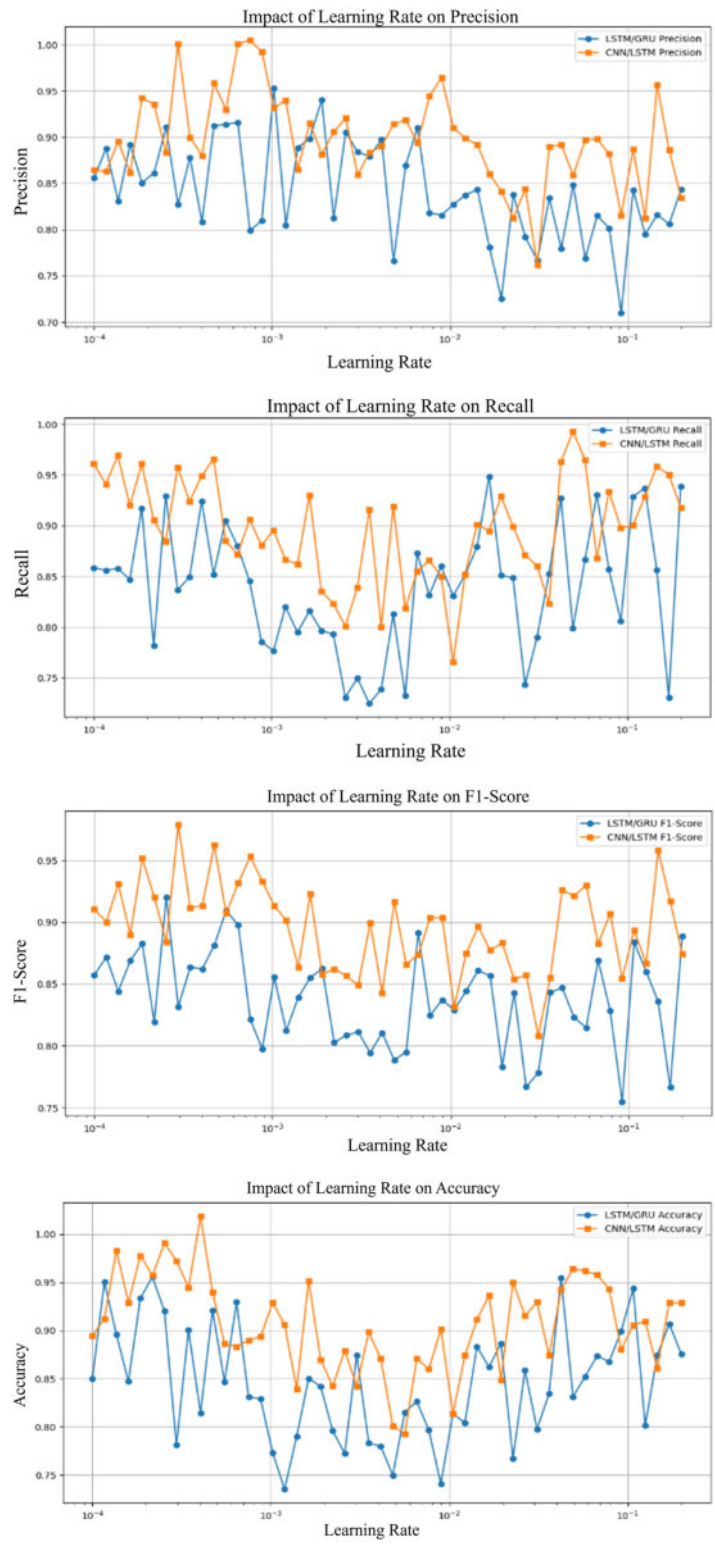 Impact of Learning Rate on Precision
LSTM/GRU Precision
CNN/LSTM Precision
1.00
0.95
0.90
0.85
0.80
0.75
0.70
Precision
10⁻⁴ 10⁻³ 10⁻² 10⁻¹
Learning Rate
Impact of Learning Rate on Recall
LSTM/GRU Recall
CNN/LSTM Recall
1.00
0.95
0.90
0.85
0.80
0.75
Recall
10⁻⁴ 10⁻³ 10⁻² 10⁻¹
Learning Rate
Impact of Learning Rate on F1-Score
LSTM/GRU F1-Score
CNN/LSTM F1-Score
0.95
0.90
0.85
0.80
0.75
F1-Score
10⁻⁴ 10⁻³ 10⁻² 10⁻¹
Learning Rate
Impact of Learning Rate on Accuracy
LSTM/GRU Accuracy
CNN/LSTM Accuracy
1.00
0.95
0.90
0.85
0.80
0.75
Accuracy
10⁻⁴ 10⁻³ 10⁻² 10⁻¹
Learning Rate